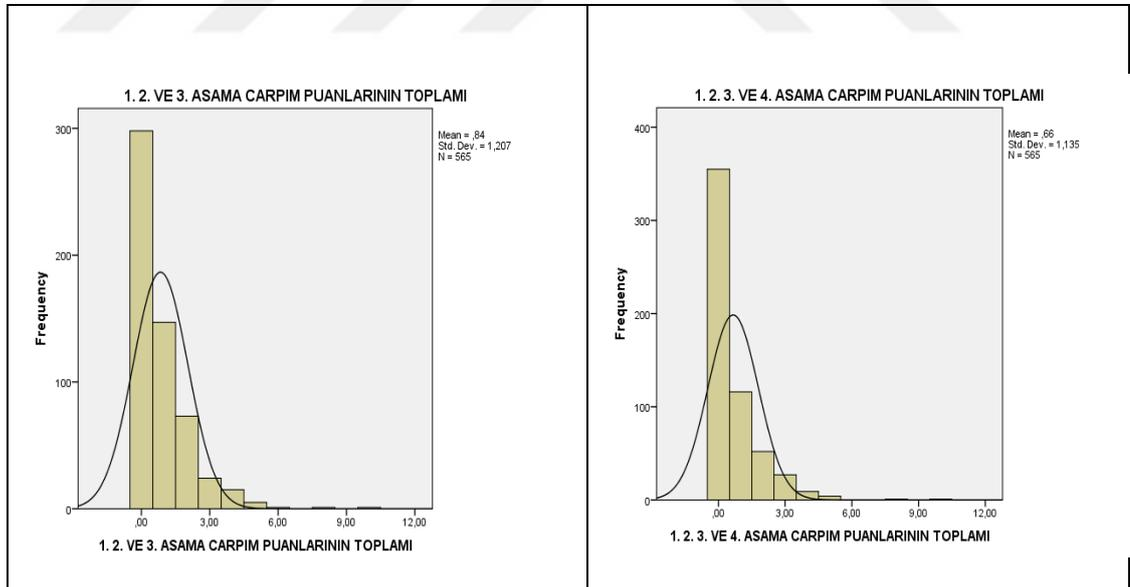 1. 2. VE 3. ASAMA CARPIM PUANLARININ TOPLAMI
Mean = ,84
Std. Dev. = 1,207
N = 565
300
200
100
0
Frequency
,00
3,00
6,00
9,00
12,00
1. 2. VE 3. ASAMA CARPIM PUANLARININ TOPLAMI
1. 2. 3. VE 4. ASAMA CARPIM PUANLARININ TOPLAMI
Mean = ,66
Std. Dev. = 1,135
N = 565
400
300
200
100
0
Frequency
,00
3,00
6,00
9,00
12,00
1. 2. 3. VE 4. ASAMA CARPIM PUANLARININ TOPLAMI